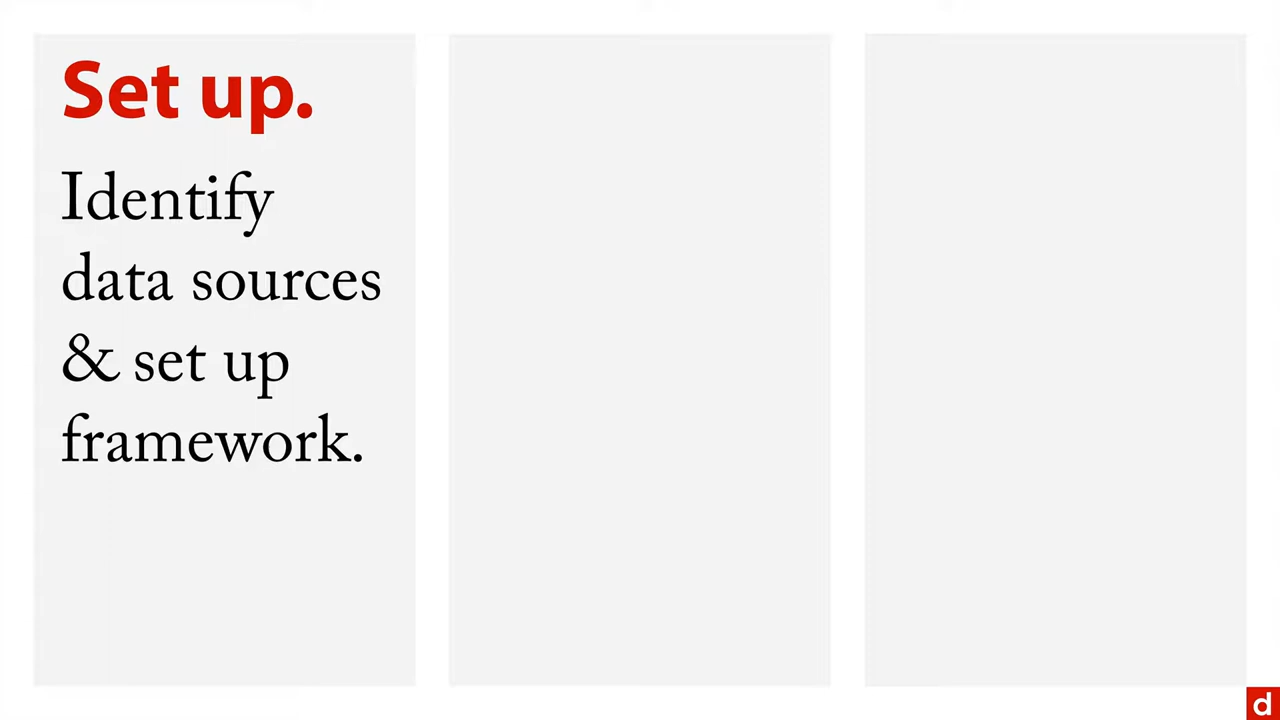 Set up.
Identify
data sources
& set up
framework.
d